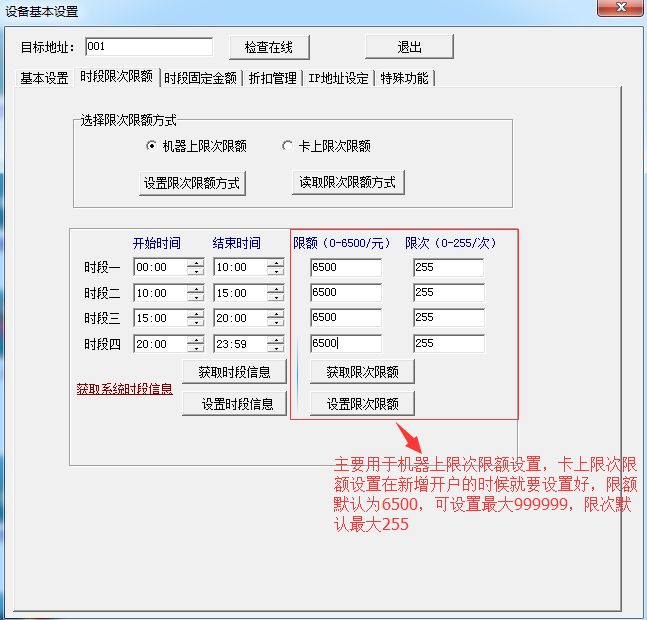 设备基本设置
目标地址： 001 检查在线 退出
基本设置 时段限次限额 时段固定金额 折扣管理 IP地址设定 特殊功能
选择限次限额方式
机器上限次限额 卡上限次限额
设置限次限额方式 读取限次限额方式
开始时间 结束时间 限额（0-6500/元） 限次（0-255/次）
时段一 00:00 10:00 6500 255
时段二 10:00 15:00 6500 255
时段三 15:00 20:00 6500 255
时段四 20:00 23:59 6500 255
获取时段信息 获取限次限额
获取系统时段信息
设置时段信息 设置限次限额
主要用于机器上限次限额设置，卡上限次限
额设置在新增开户的时候就要设置好，限额
默认为6500，可设置最大999999，限次默
认最大255